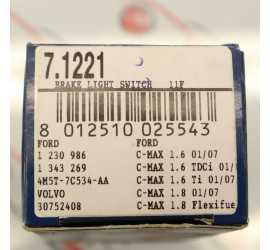 7.1221
BRAKE LIGHT SWITCH 11F
8 012510 025543
FORD FORD
1 230 986 C-MAX 1.6 01/07
1 343 269 C-MAX 1.6 TDCi 01/
4M5T-7C534-AA C-MAX 1.6 Ti 01/07
VOLVO C-MAX 1.8 01/07
30752408 C-MAX 1.8 Flexifue